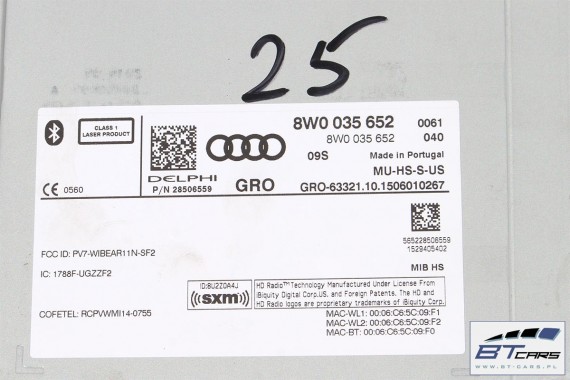 25
CLASS 1
LASER PRODUCT
8W0 035 652 0061
8W0 035 652 040
09S Made in Portugal
MU-HS-S-US
CE 0560
DELPHI
P/N 28506559
GRO
GRO-63321.10.1506010267
565228506559
1529405402
FCC ID: PV7-WIBEAR11N-SF2
IC: 1788F-UGZZF2
MIB HS
ID:8U2Z0A4J
((SXM))
HD Radio™ Technology Manufactured Under License From
iBiquity Digital Corp. US and Foreign Patents. The HD and
HD Radio logos are proprietary trademarks of iBiquity Corp.
COFETEL: RCPVWMI14-0755
MAC-WL1: 00:06:C6:5C:09:F1
MAC-WL2: 00:06:C6:5C:09:F2
MAC-BT: 00:06:C6:5C:09:F0
BT CARS
WWW.BTCARS.PL